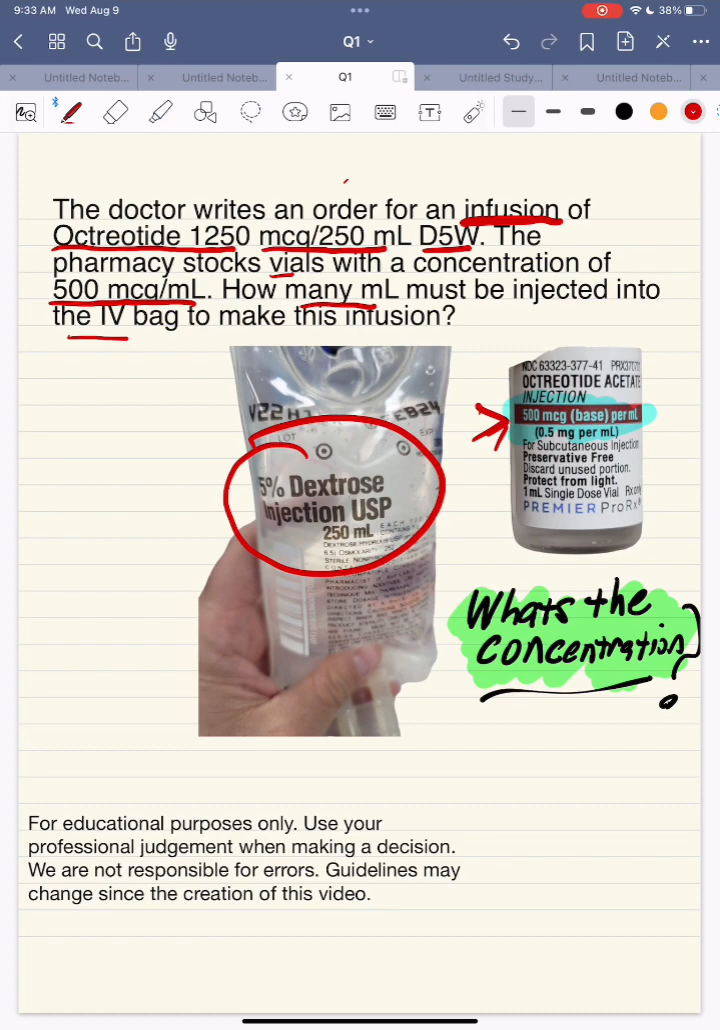 9:33 AM Wed Aug 9
38%
Q1
Untitled Noteb...
Untitled Noteb...
Q1
Untitled Study...
Untitled Noteb...
The doctor writes an order for an infusion of
Octreotide 1250 mcg/250 mL D5W. The
pharmacy stocks vials with a concentration of
500 mcg/mL. How many mL must be injected into
the IV bag to make this infusion?
LOT
EXP
5% Dextrose
Injection USP
250 mL
NDC 63323-377-41
OCTREOTIDE ACETATE
INJECTION
500 mcg (base) per mL
(0.5 mg per mL)
For Subcutaneous Injection
Preservative Free
Discard unused portion.
Protect from light.
1 mL Single Dose Vial Rx only
PREMIER ProRx
Whats the
concentration?
For educational purposes only. Use your
professional judgement when making a decision.
We are not responsible for errors. Guidelines may
change since the creation of this video.